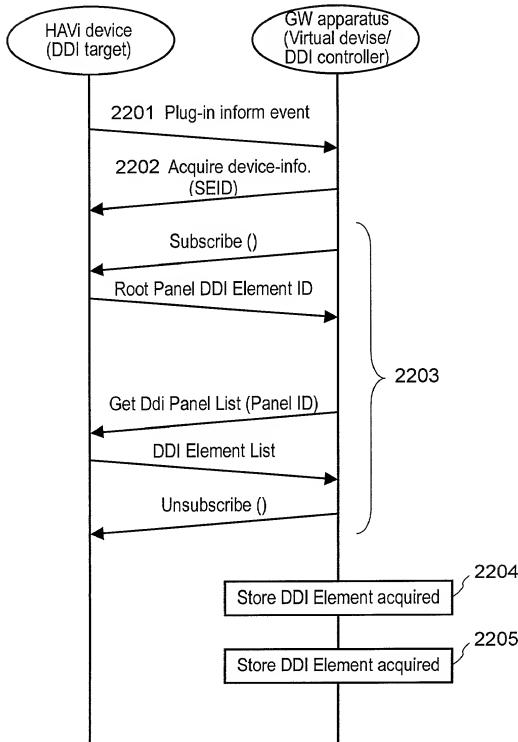 HAVi device
(DDI target)
GW apparatus
(Virtual devise/
DDI controller)
2201 Plug-in inform event
2202 Acquire device-info.
(SEID)
Subscribe ()
Root Panel DDI Element ID
2203
Get Ddi Panel List (Panel ID)
DDI Element List
Unsubscribe ()
2204
Store DDI Element acquired
2205
Store DDI Element acquired